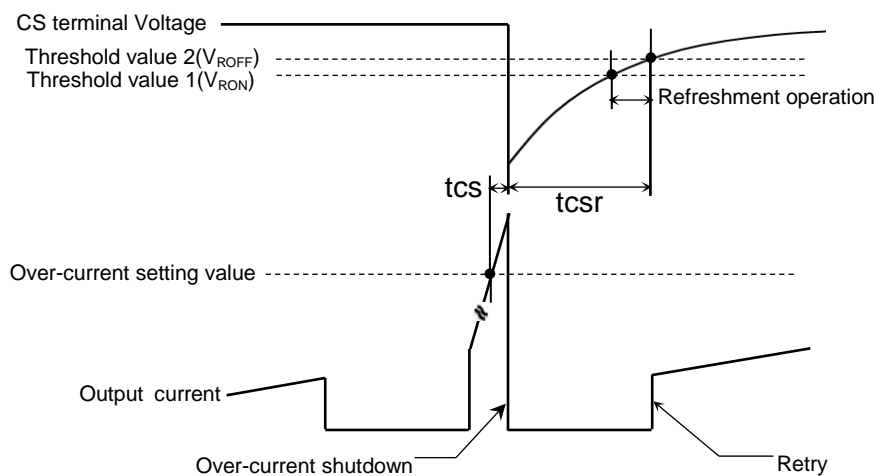 CS terminal Voltage
Threshold value 2(VROFF)
Threshold value 1(VRON)
Refreshment operation
tcs
tcsr
Over-current setting value
Output current
Over-current shutdown
Retry